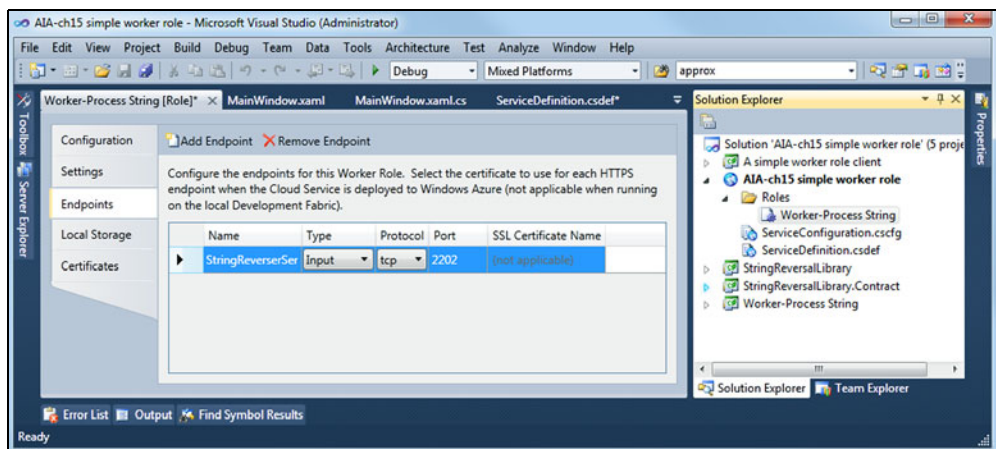 AIA-ch15 simple worker role - Microsoft Visual Studio (Administrator)
File Edit View Project Build Debug Team Data Tools Architecture Test Analyze Window Help
Debug Mixed Platforms approx
Worker-Process String [Role]* MainWindow.xaml MainWindow.xaml.cs ServiceDefinition.csdef*
Toolbox
Server Explorer
Configuration
Settings
Endpoints
Local Storage
Certificates
Add Endpoint Remove Endpoint
Configure the endpoints for this Worker Role. Select the certificate to use for each HTTPS
endpoint when the Cloud Service is deployed to Windows Azure (not applicable when running
on the local Development Fabric).
Name Type Protocol Port SSL Certificate Name
StringReverserSer Input tcp 2202 (not applicable)
Solution Explorer
Solution 'AIA-ch15 simple worker role' (5 proje
A simple worker role client
AIA-ch15 simple worker role
Roles
Worker-Process String
ServiceConfiguration.cscfg
ServiceDefinition.csdef
StringReversalLibrary
StringReversalLibrary.Contract
Worker-Process String
Solution Explorer Team Explorer
Properties
Error List Output Find Symbol Results
Ready